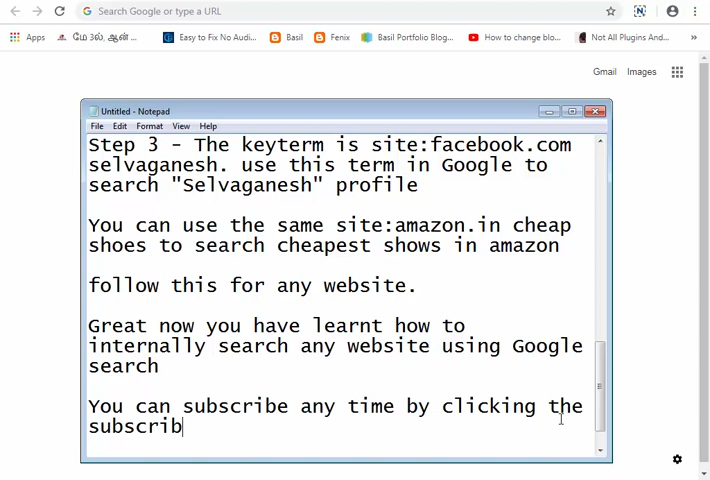 Search Google or type a URL
Apps
மே 36ல், ஆன் ...
Easy to Fix No Audi...
Basil
Fenix
Basil Portfolio Blog...
How to change blo...
Not All Plugins And...
»
Gmail Images
Untitled - Notepad
File Edit Format View Help
Step 3 - The keyterm is site:facebook.com
selvaganesh. use this term in Google to
search "Selvaganesh" profile
You can use the same site:amazon.in cheap
shoes to search cheapest shows in amazon
follow this for any website.
Great now you have learnt how to
internally search any website using Google
search
You can subscribe any time by clicking the
subscrib